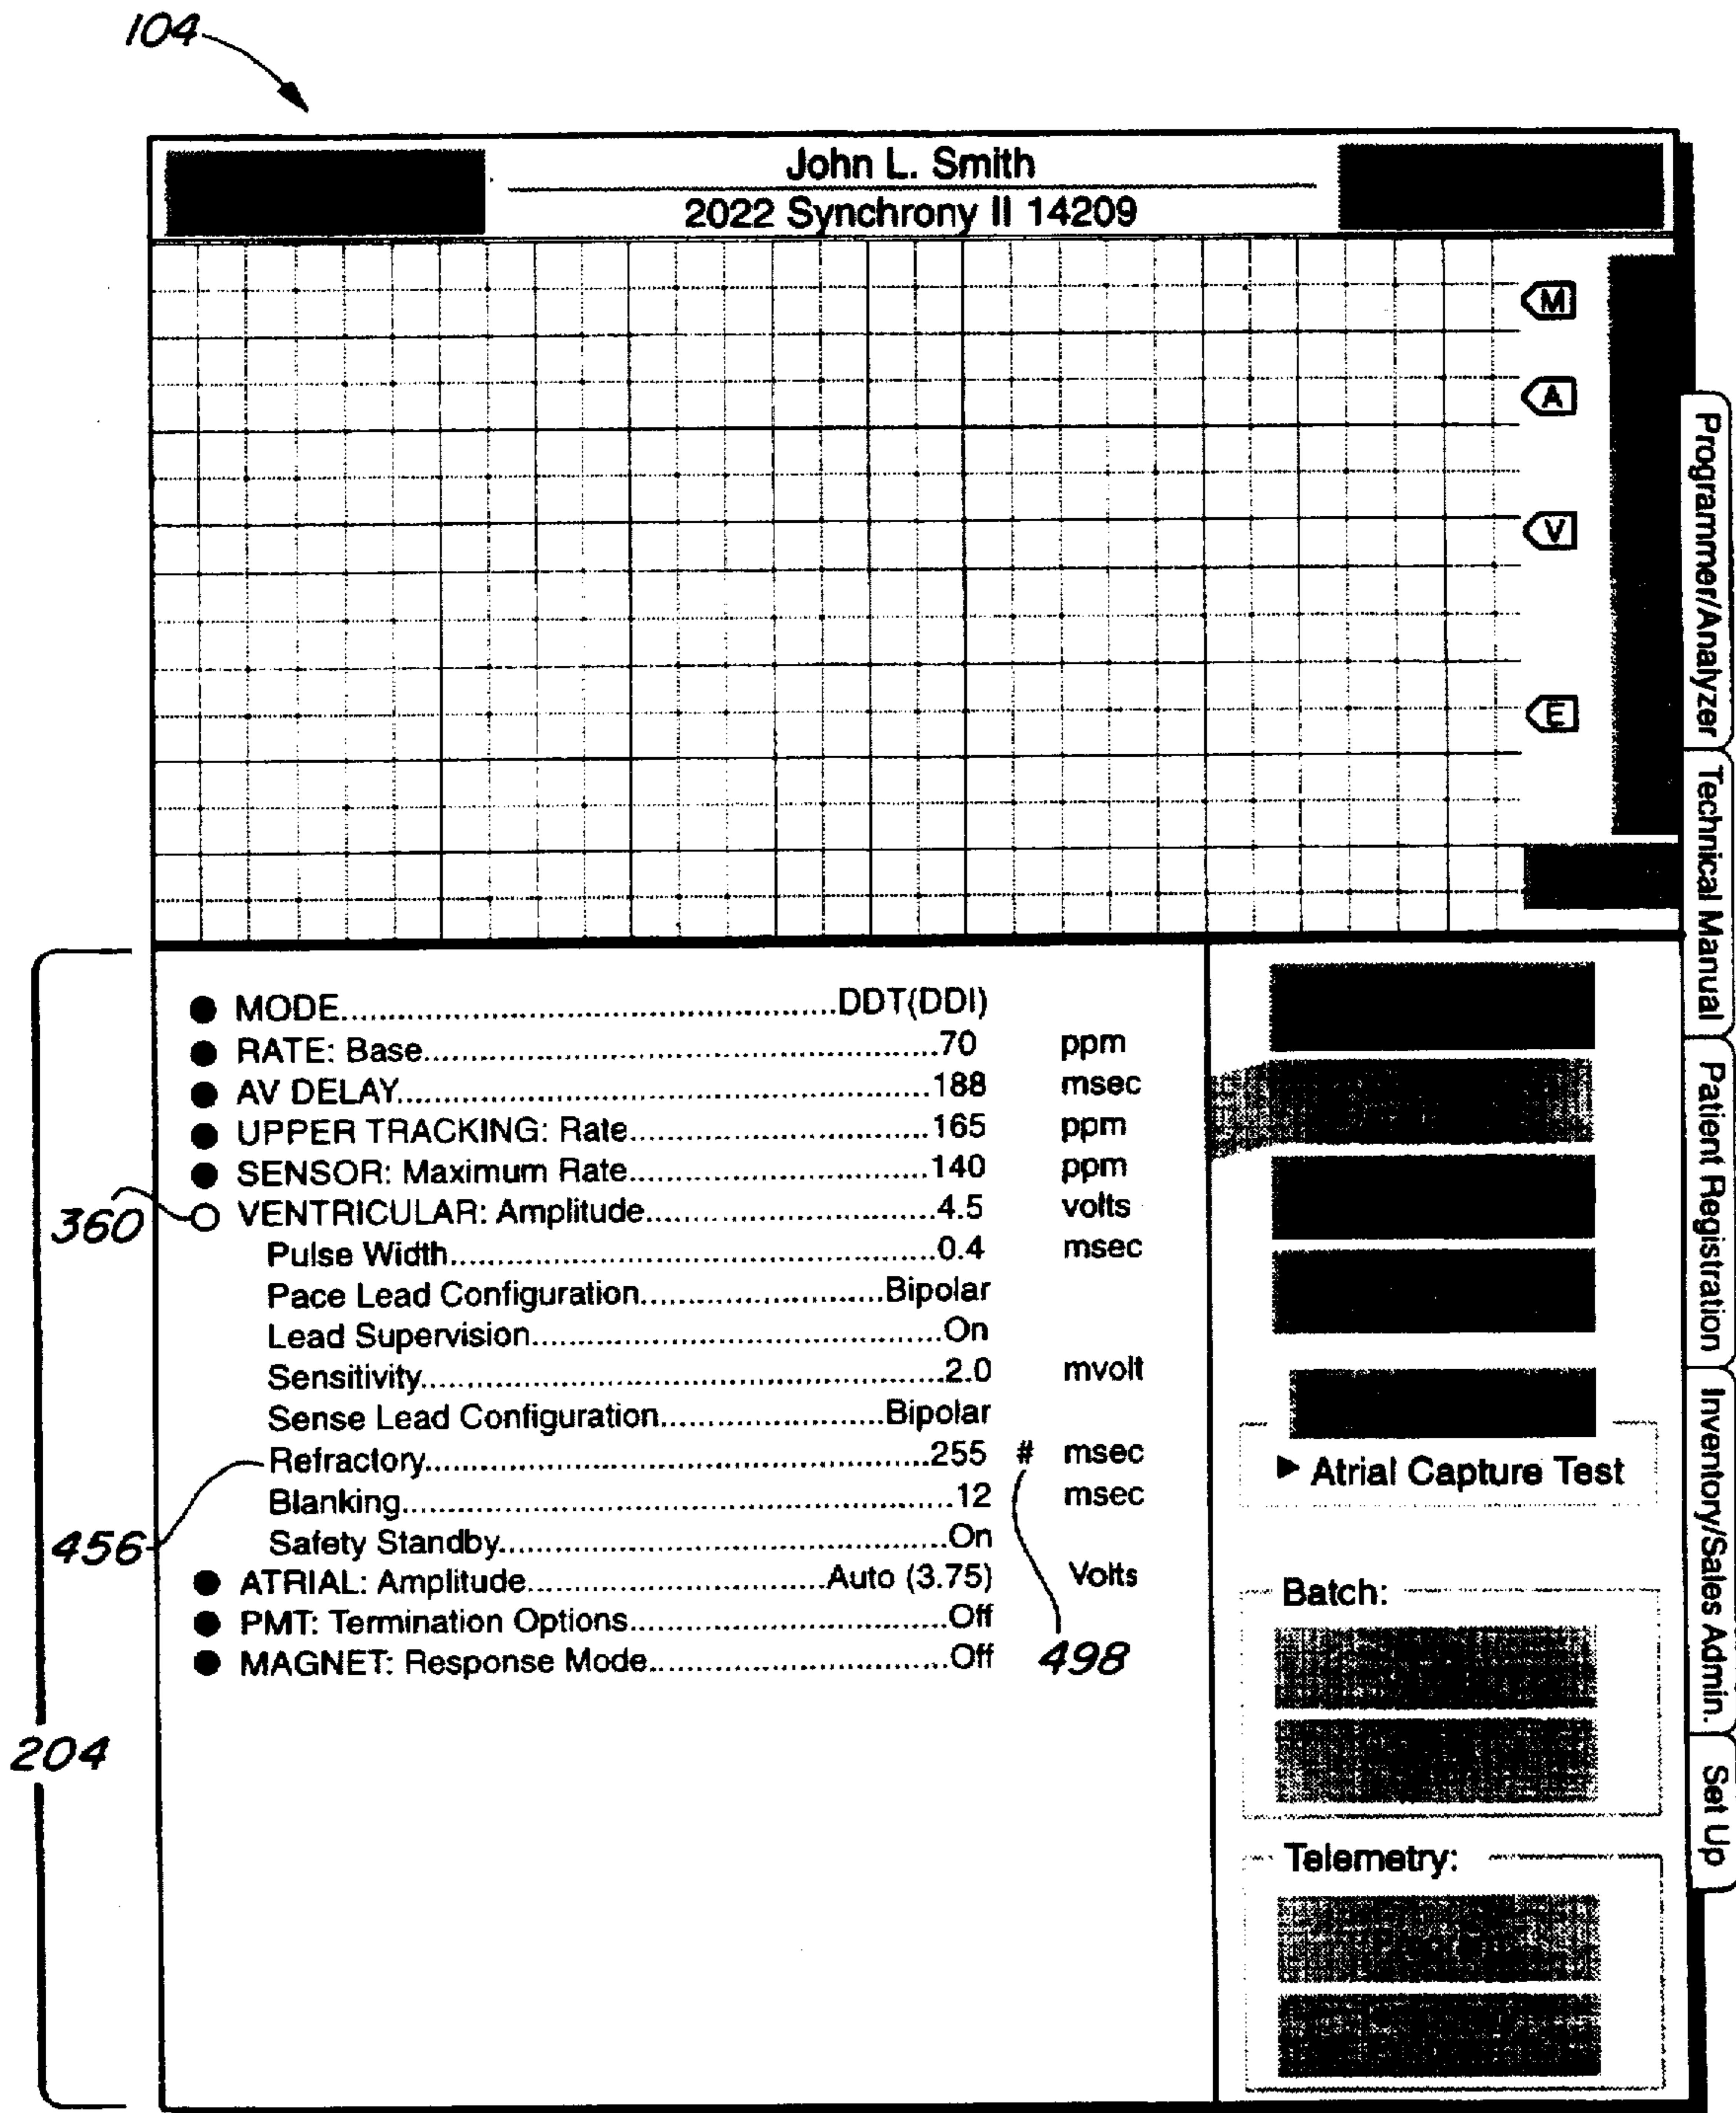 104
John L. Smith
2022 Synchrony II 14209
M
A
V
E
Programmer/Analyzer
Technical Manual
Patient Registration
Inventory/Sales Admin.
Set Up
● MODE..........DDT(DDI)
● RATE: Base..........70 ppm
● AV DELAY..........188 msec
● UPPER TRACKING: Rate..........165 ppm
● SENSOR: Maximum Rate..........140 ppm
360 ○ VENTRICULAR: Amplitude..........4.5 volts
Pulse Width..........0.4 msec
Pace Lead Configuration..........Bipolar
Lead Supervision..........On
Sensitivity..........2.0 mvolt
Sense Lead Configuration..........Bipolar
Refractory..........255 # msec
Blanking..........12 msec
456 Safety Standby..........On
● ATRIAL: Amplitude..........Auto (3.75) Volts
● PMT: Termination Options..........Off
● MAGNET: Response Mode..........Off 498
204
▶ Atrial Capture Test
Batch:
Telemetry: